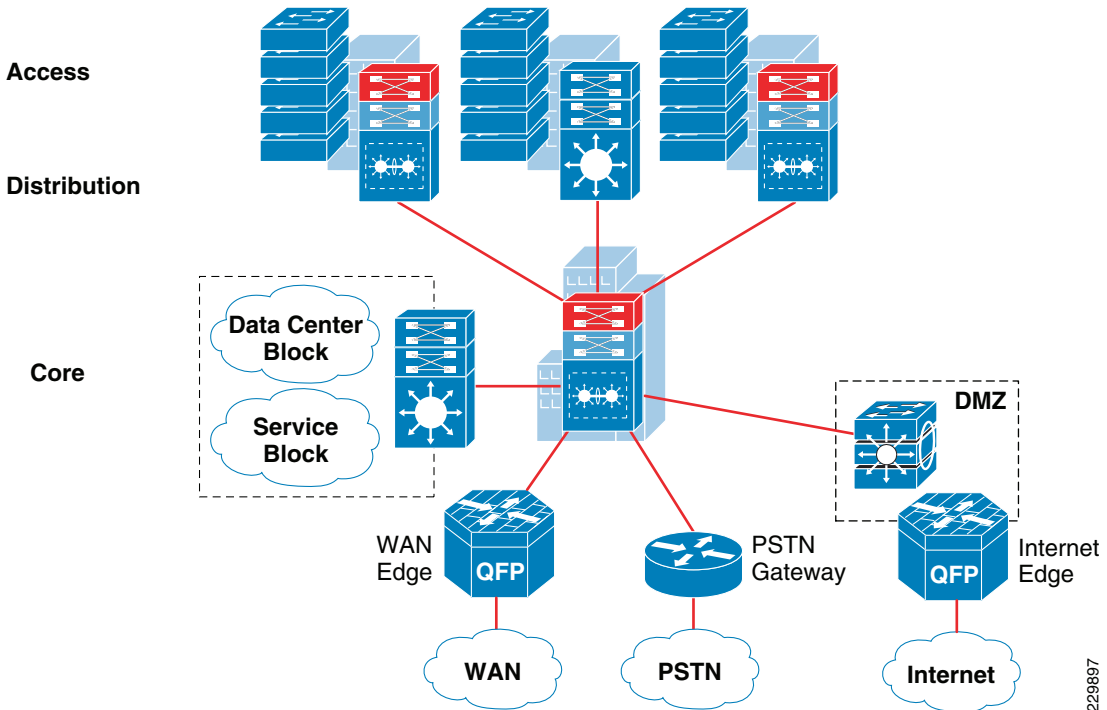 Access
Distribution
Core
Data Center
Block
Service
Block
DMZ
WAN
Edge
QFP
PSTN
Gateway
QFP
Internet
Edge
WAN
PSTN
Internet
229897